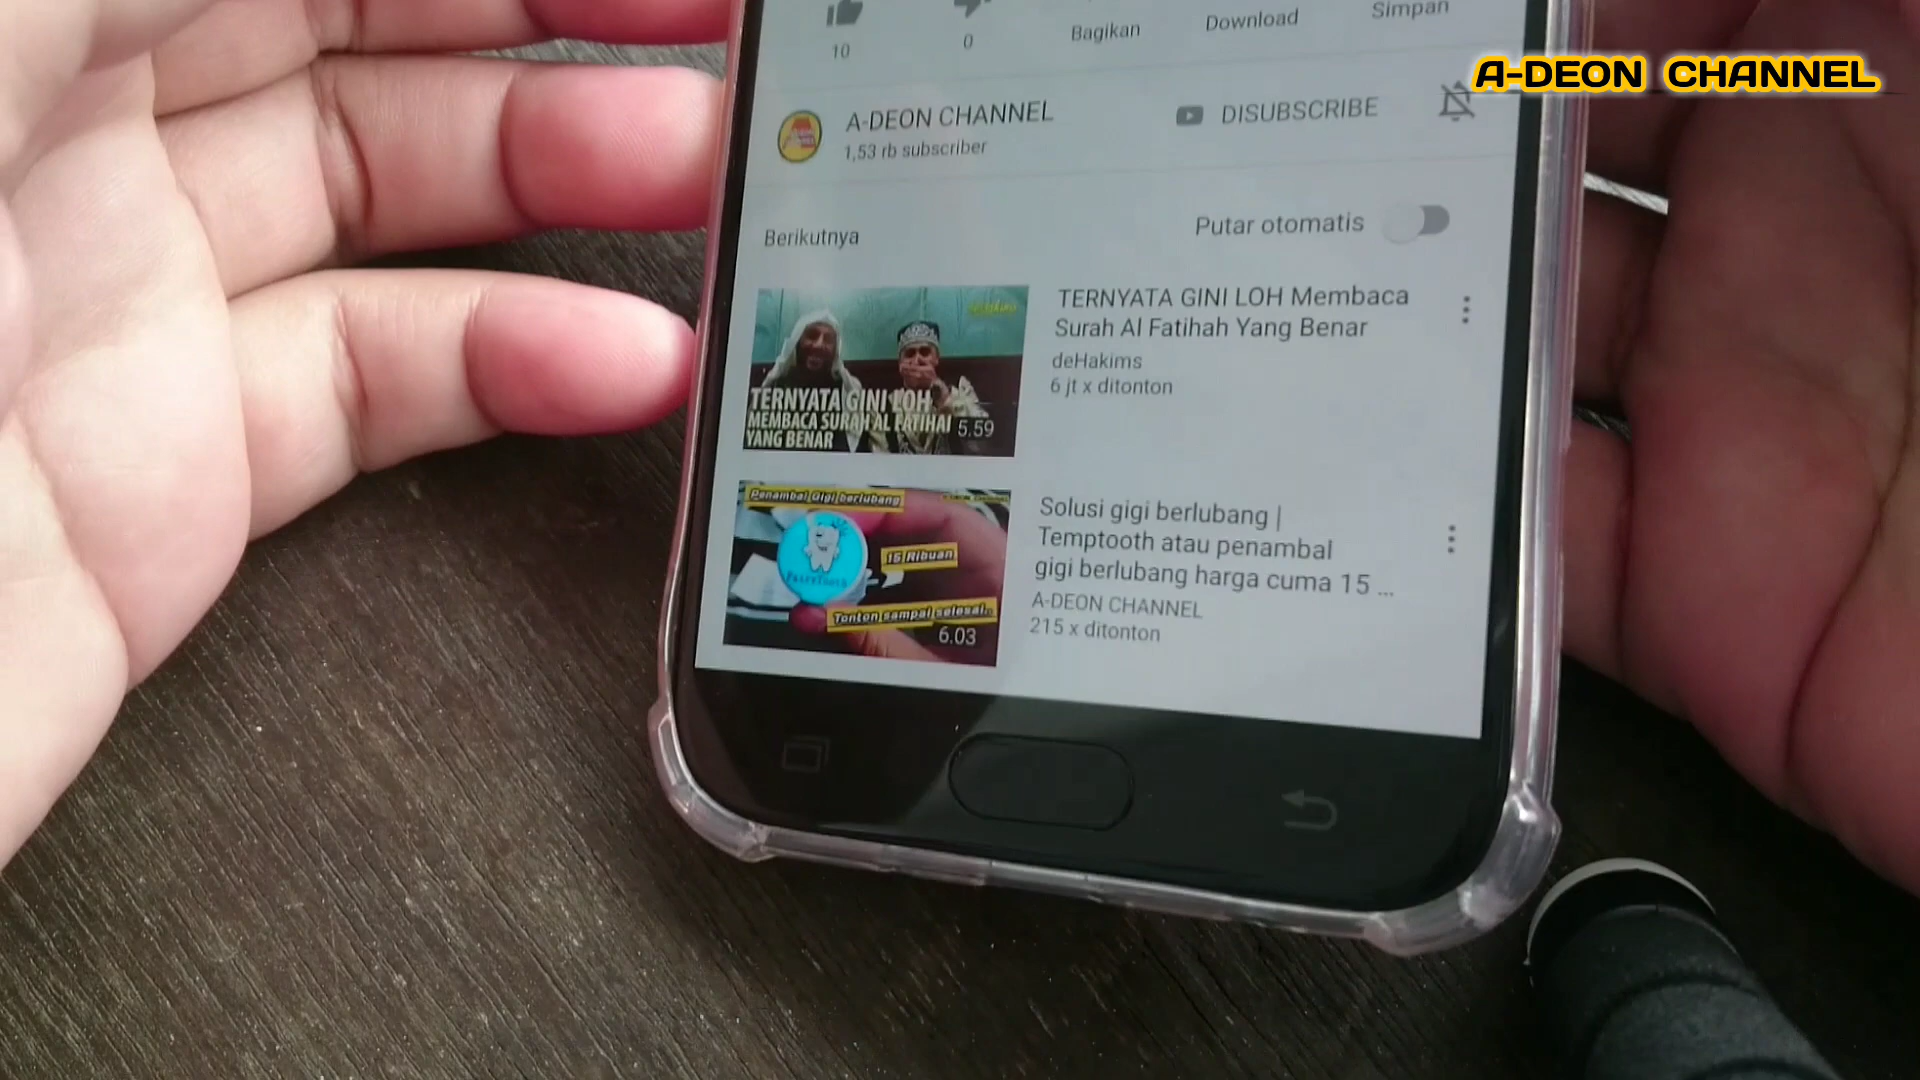 Bagikan
Download
Simpan
10
0
A-DEON CHANNEL
A-DEON CHANNEL
1,53 rb subscriber
DISUBSCRIBE
Berikutnya
Putar otomatis
TERNYATA GINI LOH
MEMBACA SURAH AL FATIHAH
YANG BENAR
5.59
TERNYATA GINI LOH Membaca
Surah Al Fatihah Yang Benar
deHakims
6 jt x ditonton
Penambal Gigi berlubang
A-DEON CHANNEL
15 Ribuan
Tonton sampai selesai..
6.03
Solusi gigi berlubang |
Temptooth atau penambal
gigi berlubang harga cuma 15 ...
A-DEON CHANNEL
215 x ditonton